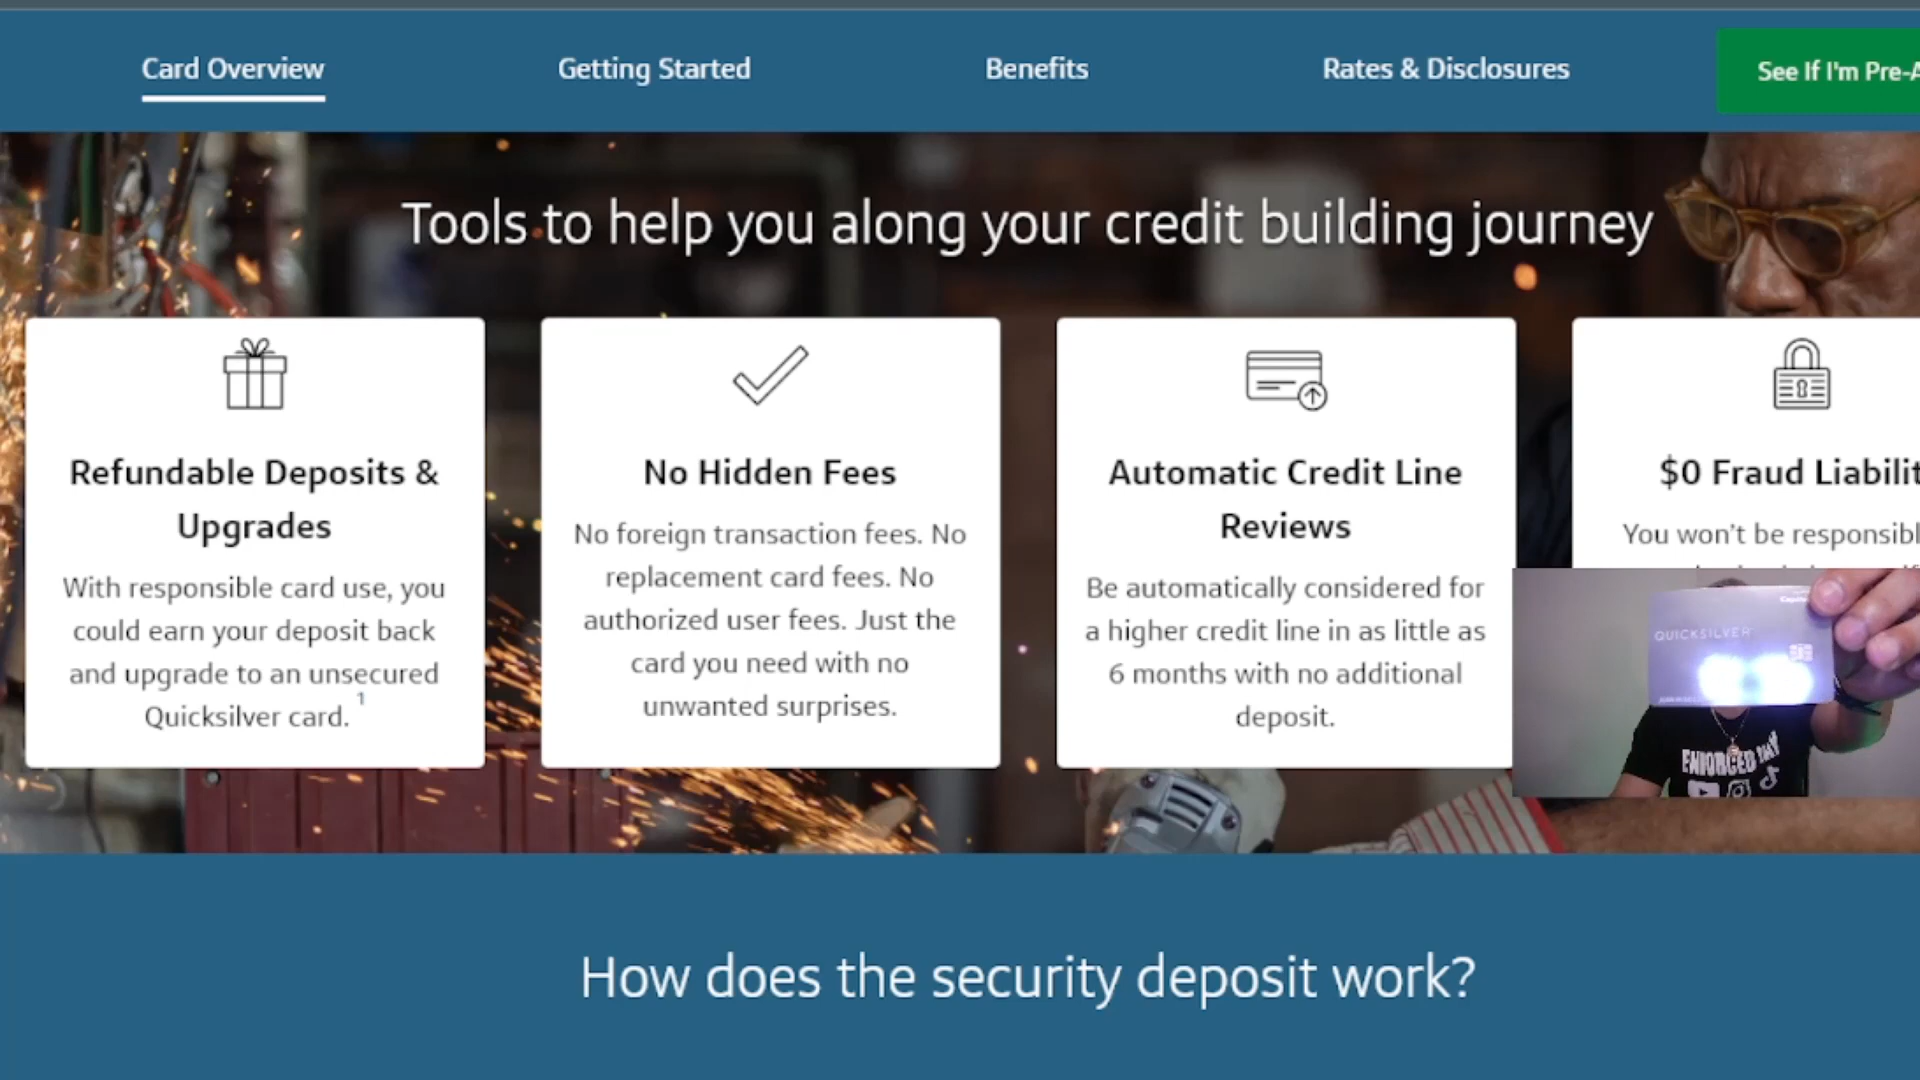 Card Overview
Getting Started
Benefits
Rates & Disclosures
See If I'm Pre-A
Tools to help you along your credit building journey
Refundable Deposits &
Upgrades
With responsible card use, you
could earn your deposit back
and upgrade to an unsecured
Quicksilver card. 1
No Hidden Fees
No foreign transaction fees. No
replacement card fees. No
authorized user fees. Just the
card you need with no
unwanted surprises.
Automatic Credit Line
Reviews
Be automatically considered for
a higher credit line in as little as
6 months with no additional
deposit.
$0 Fraud Liabilit
You won't be responsibl
QUICKSILVER
ENFORCED
How does the security deposit work?